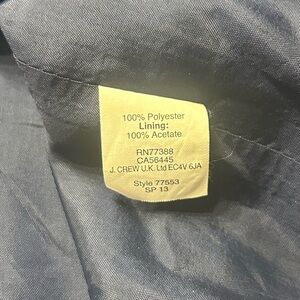 100% Polyester
Lining:
100% Acetate
RN77388
CA56445
J. CREW U.K. Ltd EC4V 6JA
Style 77553
SP 13